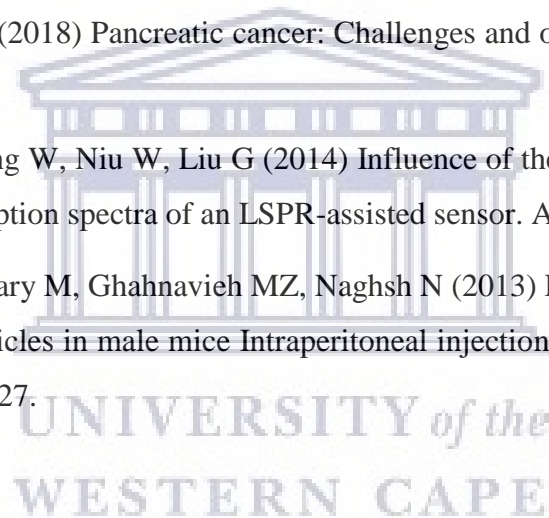 (2018) Pancreatic cancer: Challenges and
ng W, Niu W, Liu G (2014) Influence of the
ption spectra of an LSPR-assisted sensor. A
ary M, Ghahnavieh MZ, Naghsh N (2013)
icles in male mice Intraperitoneal injection
27.
UNIVERSITY of the
WESTERN CAPE